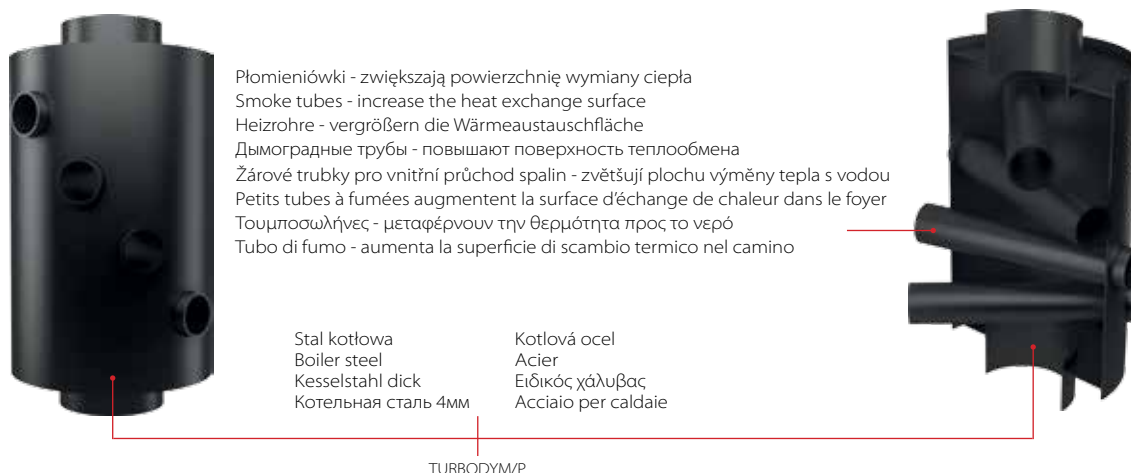 Płomieniówki - zwiększają powierzchnię wymiany ciepła
Smoke tubes - increase the heat exchange surface
Heizrohre - vergrößern die Wärmeaustauschfläche
Дымоградные трубы - повышают поверхность теплообмена
Žárové trubky pro vnitřní průchod spalin - zvětšují plochu výměny tepla s vodou
Petits tubes à fumées augmentent la surface d’échange de chaleur dans le foyer
Τουμποσωλήνες - μεταφέρνουν την θερμότητα προς το νερό
Tubo di fumo - aumenta la superficie di scambio termico nel camino
Stal kotłowa
Boiler steel
Kesselstahl dick
Котельная сталь 4мм
Kotlová ocel
Acier
Ειδικός χάλυβας
Acciaio per caldaie
TURBODYM/P